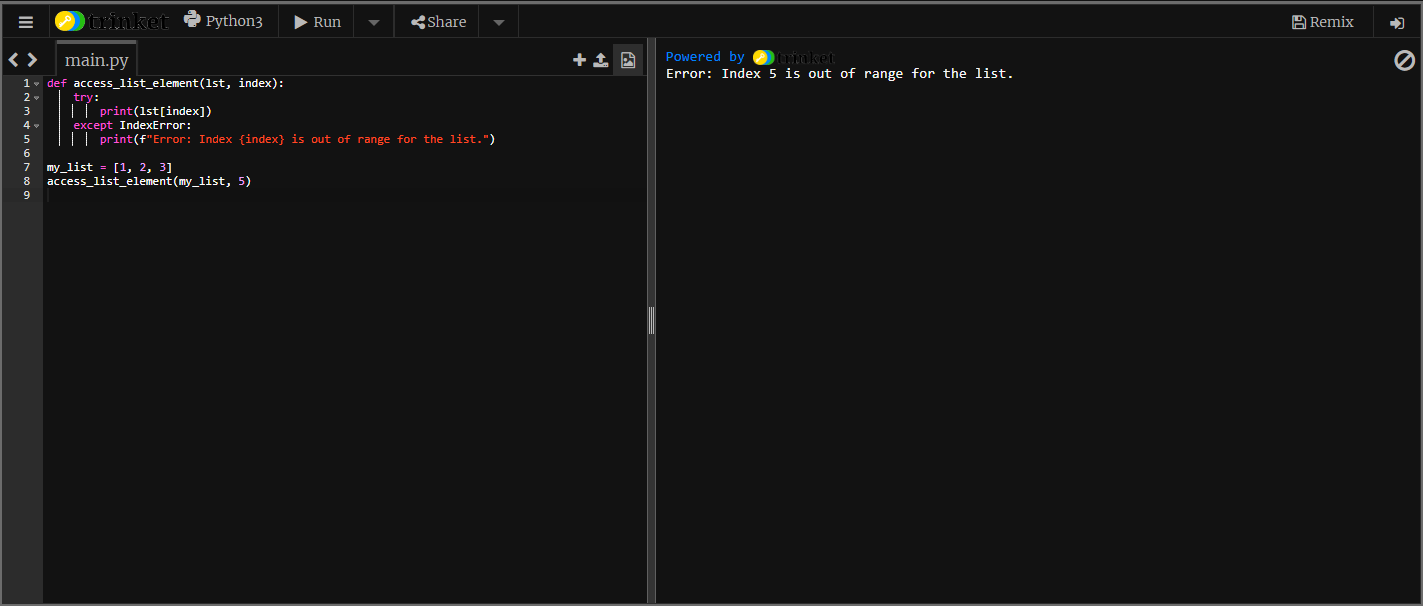 trinket Python3 Run Share Remix
main.py
1 def access_list_element(lst, index):
2     try:
3         print(lst[index])
4     except IndexError:
5         print(f"Error: Index {index} is out of range for the list.")
6
7 my_list = [1, 2, 3]
8 access_list_element(my_list, 5)
9
Powered by trinket
Error: Index 5 is out of range for the list.